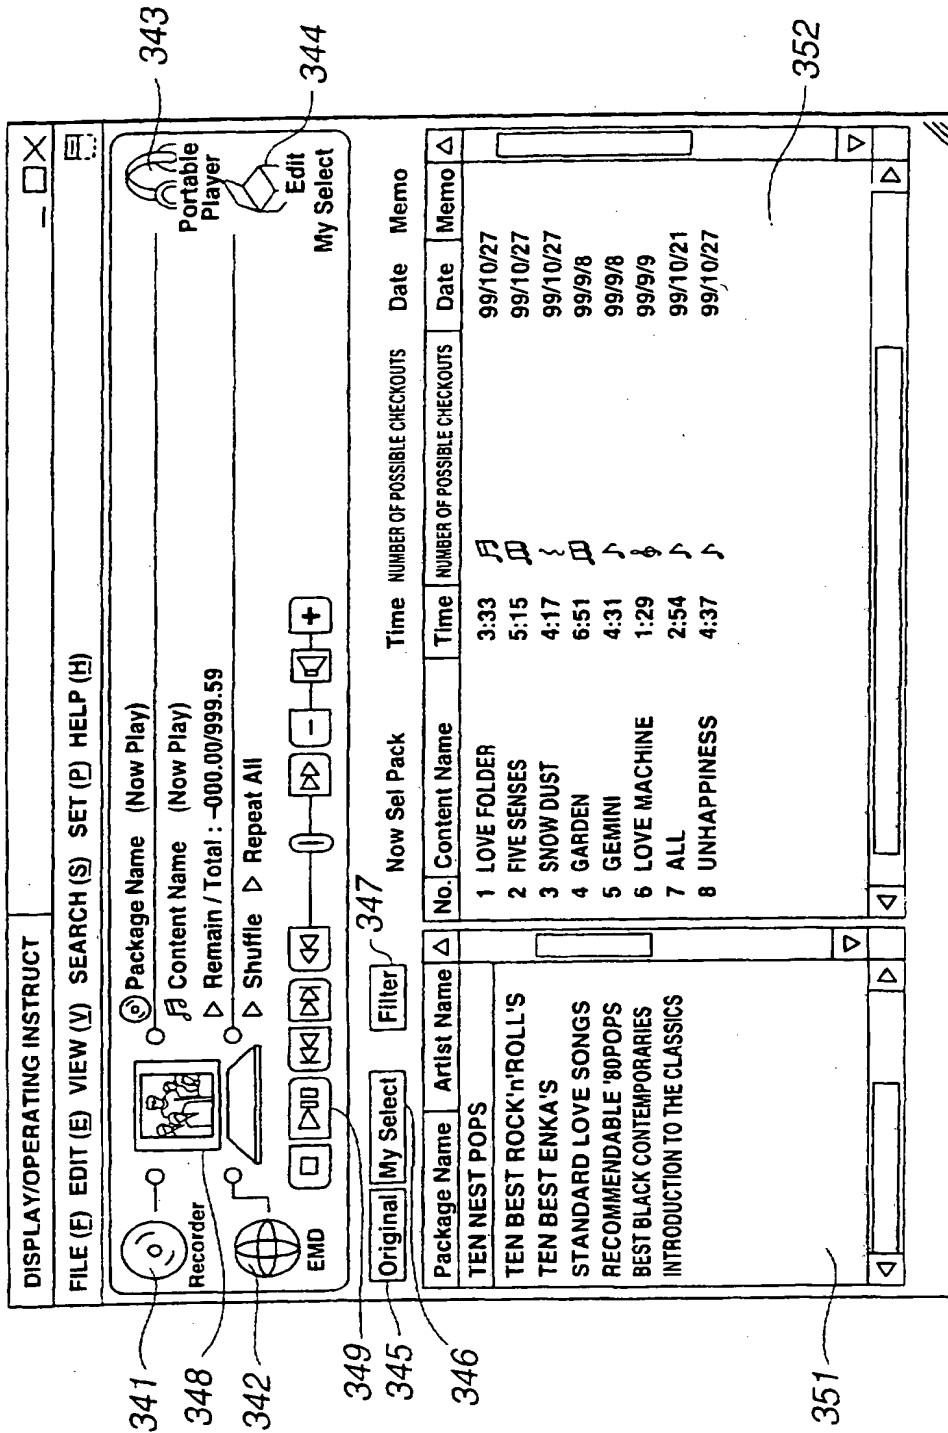 DISPLAY/OPERATING INSTRUCT
FILE (F) EDIT (E) VIEW (V) SEARCH (S) SET (P) HELP (H)
341
Recorder
348
342
EMD
Package Name (Now Play)
Content Name (Now Play)
Remain / Total : -000.00/999.59
Shuffle Repeat All
343
Portable
Player
344
Edit
My Select
349
345
346
347
Original My Select Filter
Now Sel Pack Time NUMBER OF POSSIBLE CHECKOUTS Date Memo
Package Name Artist Name
TEN NEST POPS
TEN BEST ROCK'n'ROLL'S
TEN BEST ENKA'S
STANDARD LOVE SONGS
RECOMMENDABLE '80POPS
BEST BLACK CONTEMPORARIES
INTRODUCTION TO THE CLASSICS
351
No. Content Name Time NUMBER OF POSSIBLE CHECKOUTS Date Memo
1 LOVE FOLDER 3:33 99/10/27
2 FIVE SENSES 5:15 99/10/27
3 SNOW DUST 4:17 99/10/27
4 GARDEN 6:51 99/9/8
5 GEMINI 4:31 99/9/8
6 LOVE MACHINE 1:29 99/9/9
7 ALL 2:54 99/10/21
8 UNHAPPINESS 4:37 99/10/27
352